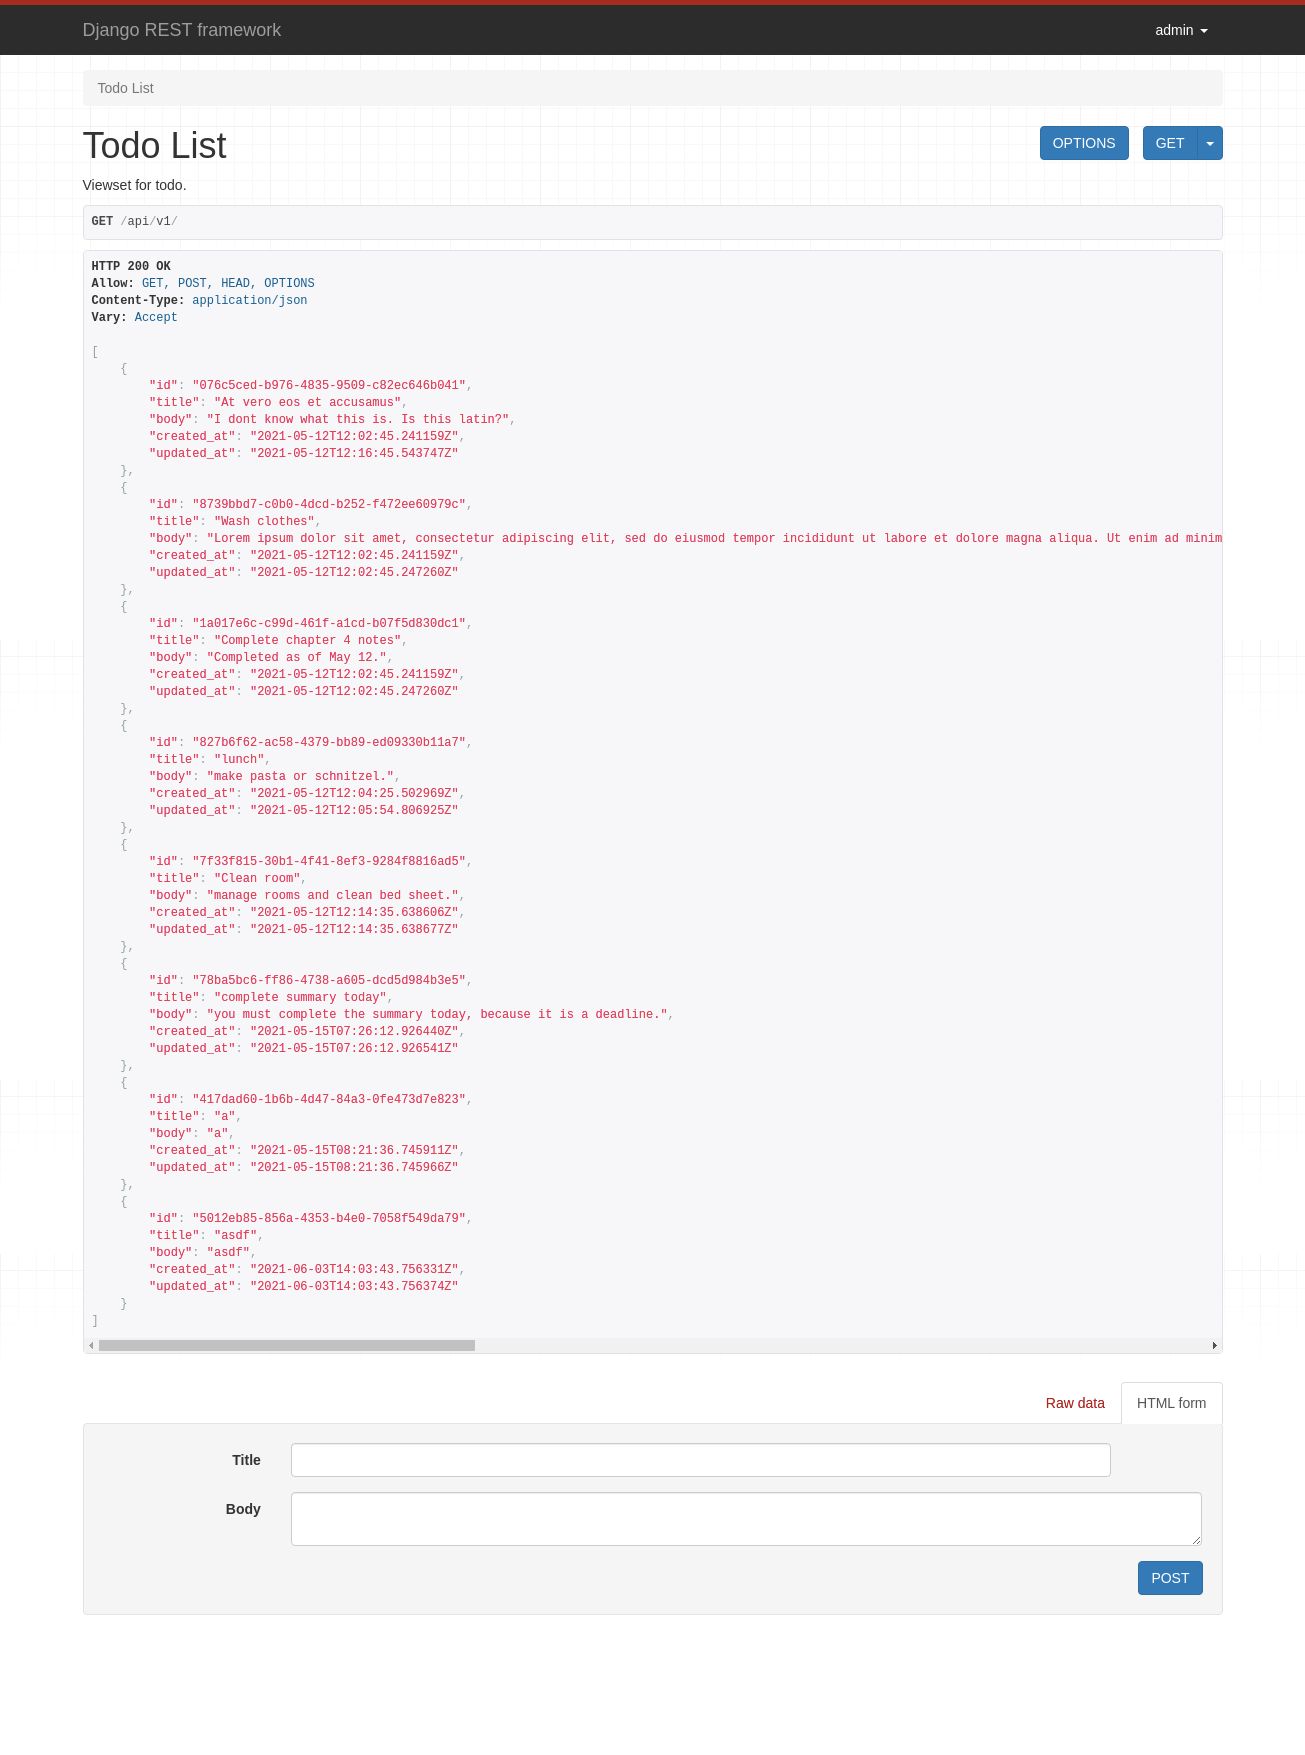 Django REST framework
admin
Todo List
Todo List
OPTIONS
GET
Viewset for todo.
GET /api/v1/
HTTP 200 OK
Allow: GET, POST, HEAD, OPTIONS
Content-Type: application/json
Vary: Accept
[
    {
        "id": "076c5ced-b976-4835-9509-c82ec646b041",
        "title": "At vero eos et accusamus",
        "body": "I dont know what this is. Is this latin?",
        "created_at": "2021-05-12T12:02:45.241159Z",
        "updated_at": "2021-05-12T12:16:45.543747Z"
    },
    {
        "id": "8739bbd7-c0b0-4dcd-b252-f472ee60979c",
        "title": "Wash clothes",
        "body": "Lorem ipsum dolor sit amet, consectetur adipiscing elit, sed do eiusmod tempor incididunt ut labore et dolore magna aliqua. Ut enim ad minim
        "created_at": "2021-05-12T12:02:45.241159Z",
        "updated_at": "2021-05-12T12:02:45.247260Z"
    },
    {
        "id": "1a017e6c-c99d-461f-a1cd-b07f5d830dc1",
        "title": "Complete chapter 4 notes",
        "body": "Completed as of May 12.",
        "created_at": "2021-05-12T12:02:45.241159Z",
        "updated_at": "2021-05-12T12:02:45.247260Z"
    },
    {
        "id": "827b6f62-ac58-4379-bb89-ed09330b11a7",
        "title": "lunch",
        "body": "make pasta or schnitzel.",
        "created_at": "2021-05-12T12:04:25.502969Z",
        "updated_at": "2021-05-12T12:05:54.806925Z"
    },
    {
        "id": "7f33f815-30b1-4f41-8ef3-9284f8816ad5",
        "title": "Clean room",
        "body": "manage rooms and clean bed sheet.",
        "created_at": "2021-05-12T12:14:35.638606Z",
        "updated_at": "2021-05-12T12:14:35.638677Z"
    },
    {
        "id": "78ba5bc6-ff86-4738-a605-dcd5d984b3e5",
        "title": "complete summary today",
        "body": "you must complete the summary today, because it is a deadline.",
        "created_at": "2021-05-15T07:26:12.926440Z",
        "updated_at": "2021-05-15T07:26:12.926541Z"
    },
    {
        "id": "417dad60-1b6b-4d47-84a3-0fe473d7e823",
        "title": "a",
        "body": "a",
        "created_at": "2021-05-15T08:21:36.745911Z",
        "updated_at": "2021-05-15T08:21:36.745966Z"
    },
    {
        "id": "5012eb85-856a-4353-b4e0-7058f549da79",
        "title": "asdf",
        "body": "asdf",
        "created_at": "2021-06-03T14:03:43.756331Z",
        "updated_at": "2021-06-03T14:03:43.756374Z"
    }
]
Raw data
HTML form
Title
Body
POST